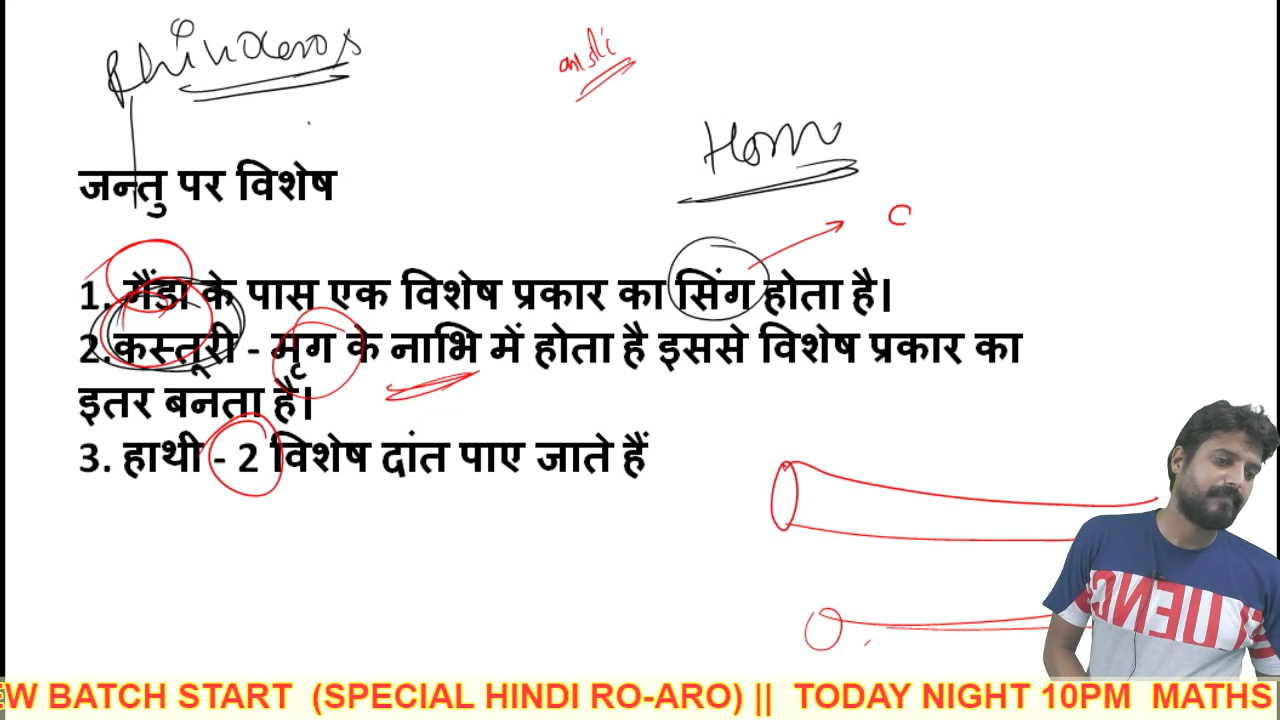 Rhinoceros
Horn
जन्तु पर विशेष
1. गैंडा के पास एक विशेष प्रकार का सिंग होता है।
2.कस्तूरी - मृग के नाभि में होता है इससे विशेष प्रकार का
इतर बनता है।
3. हाथी - 2 विशेष दांत पाए जाते हैं
EW BATCH START (SPECIAL HINDI RO-ARO) || TODAY NIGHT 10PM MATHS